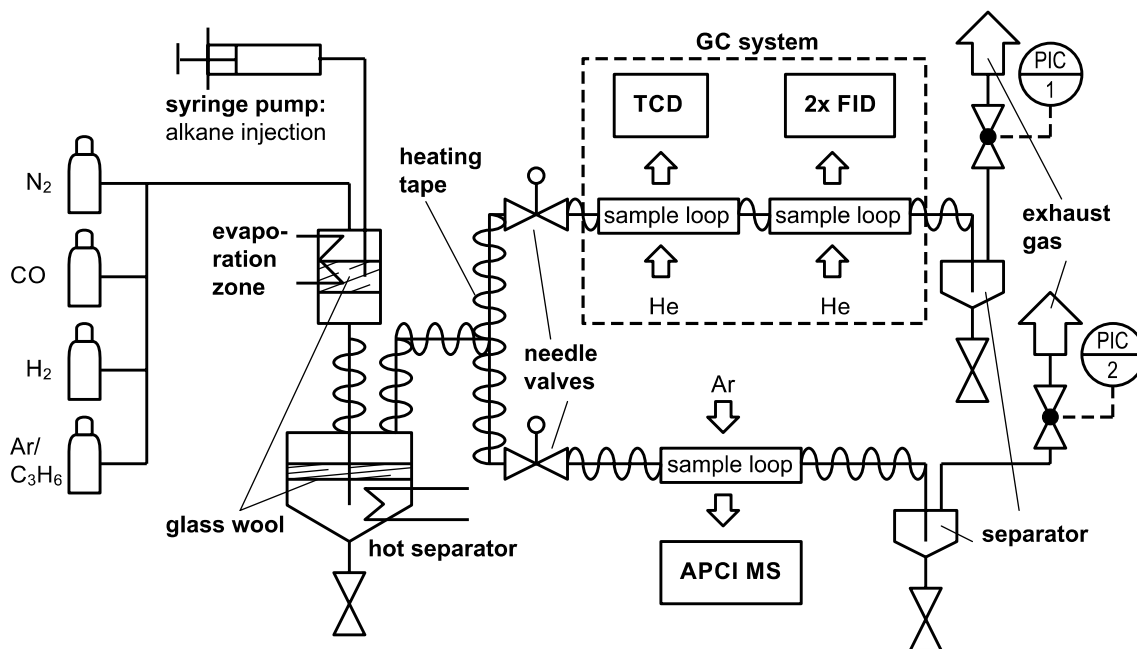 GC system
PIC
1
TCD
2x FID
syringe pump:
alkane injection
heating
tape
N₂
sample loop
sample loop
exhaust
gas
evapo-
ration
zone
CO
He
He
needle
valves
PIC
2
H₂
Ar
Ar/
C₃H₆
sample loop
glass wool
hot separator
separator
APCI MS